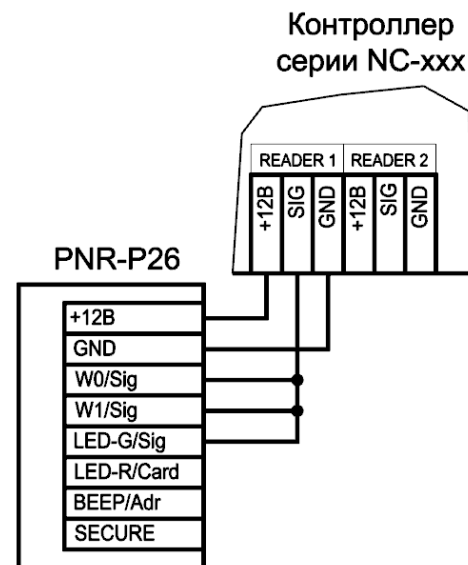 Контроллер
серии NC-xxx
READER 1 READER 2
+12В SIG GND +12В SIG GND
PNR-P26
+12В
GND
W0/Sig
W1/Sig
LED-G/Sig
LED-R/Card
BEEP/Adr
SECURE